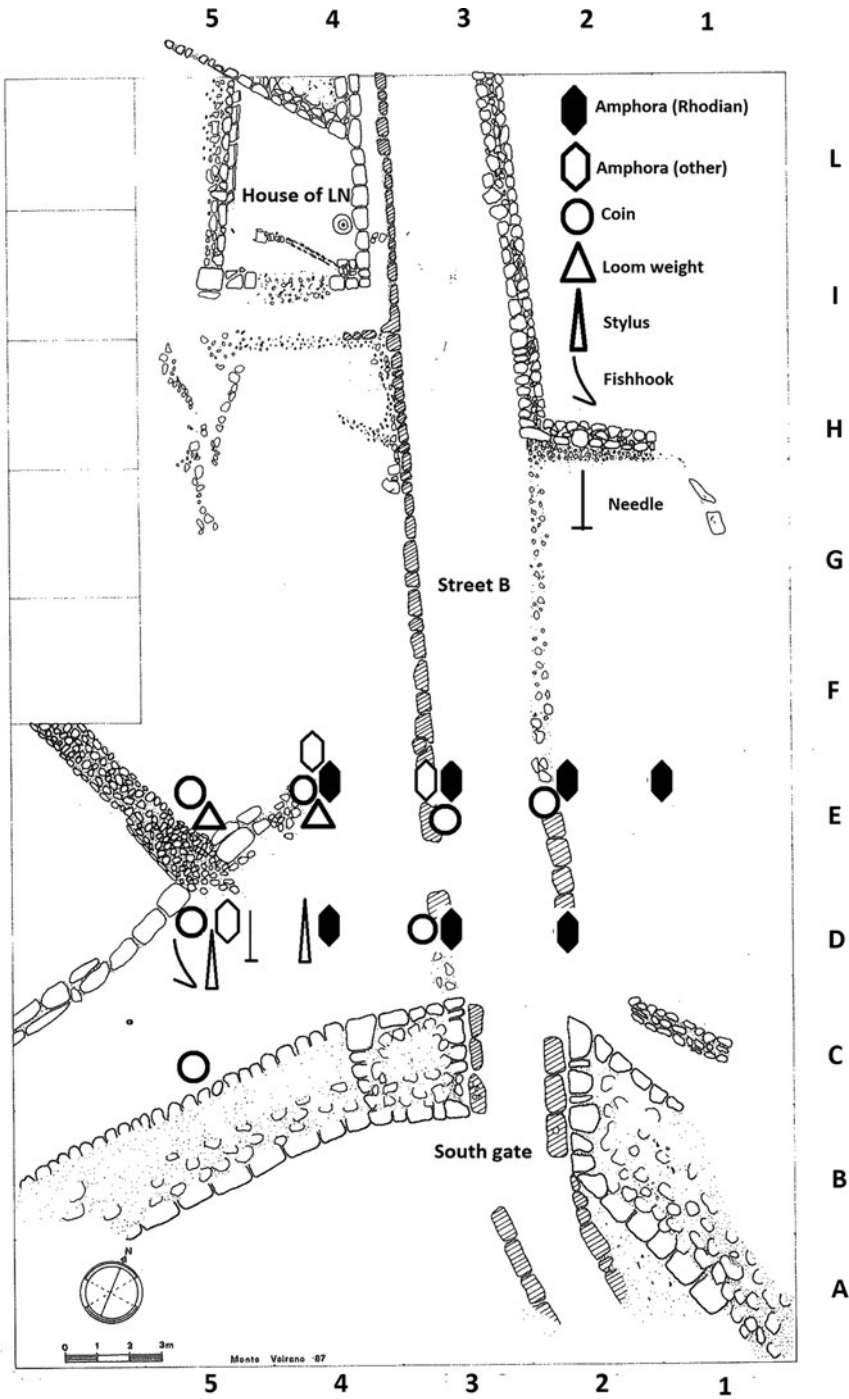 5 4 3 2 1
Amphora (Rhodian)
L
Amphora (other)
House of LN
Coin
Loom weight
I
Stylus
Fishhook
H
Needle
G
Street B
F
E
D
C
South gate
B
N
A
0 1 2 3m
Monte Vairano '87
5 4 3 2 1